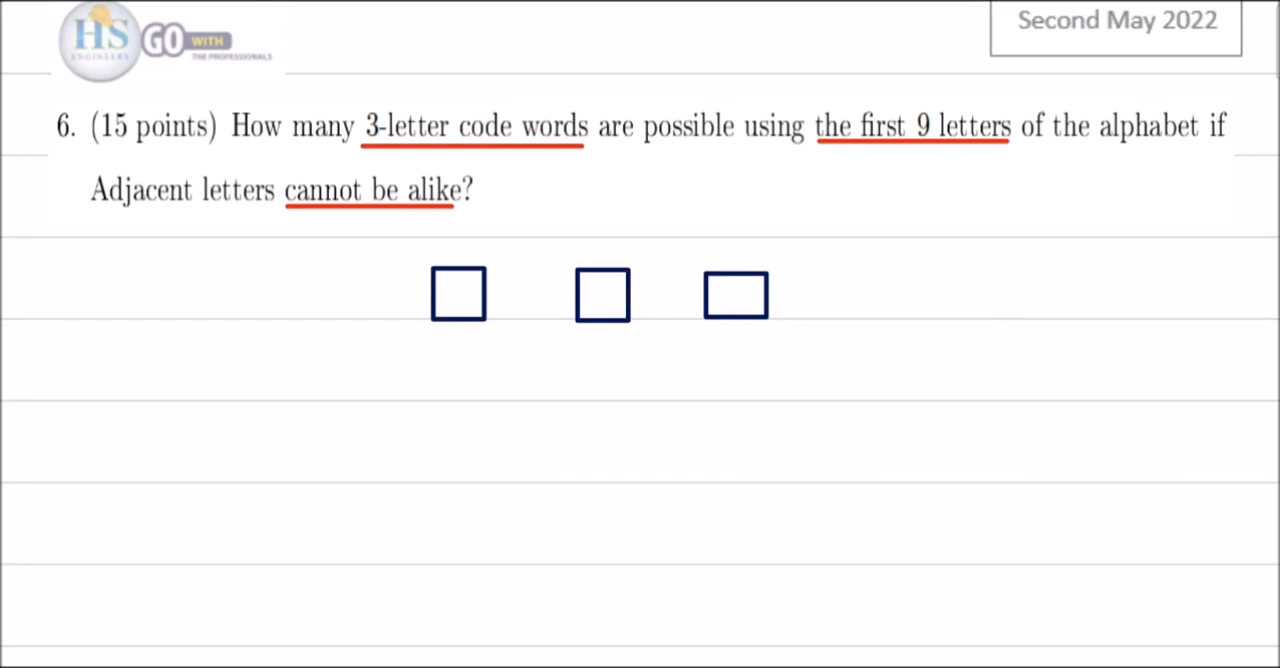 HS
ENGINEERS
GO WITH
THE PROFESSIONALS
Second May 2022
6. (15 points) How many 3-letter code words are possible using the first 9 letters of the alphabet if
Adjacent letters cannot be alike?